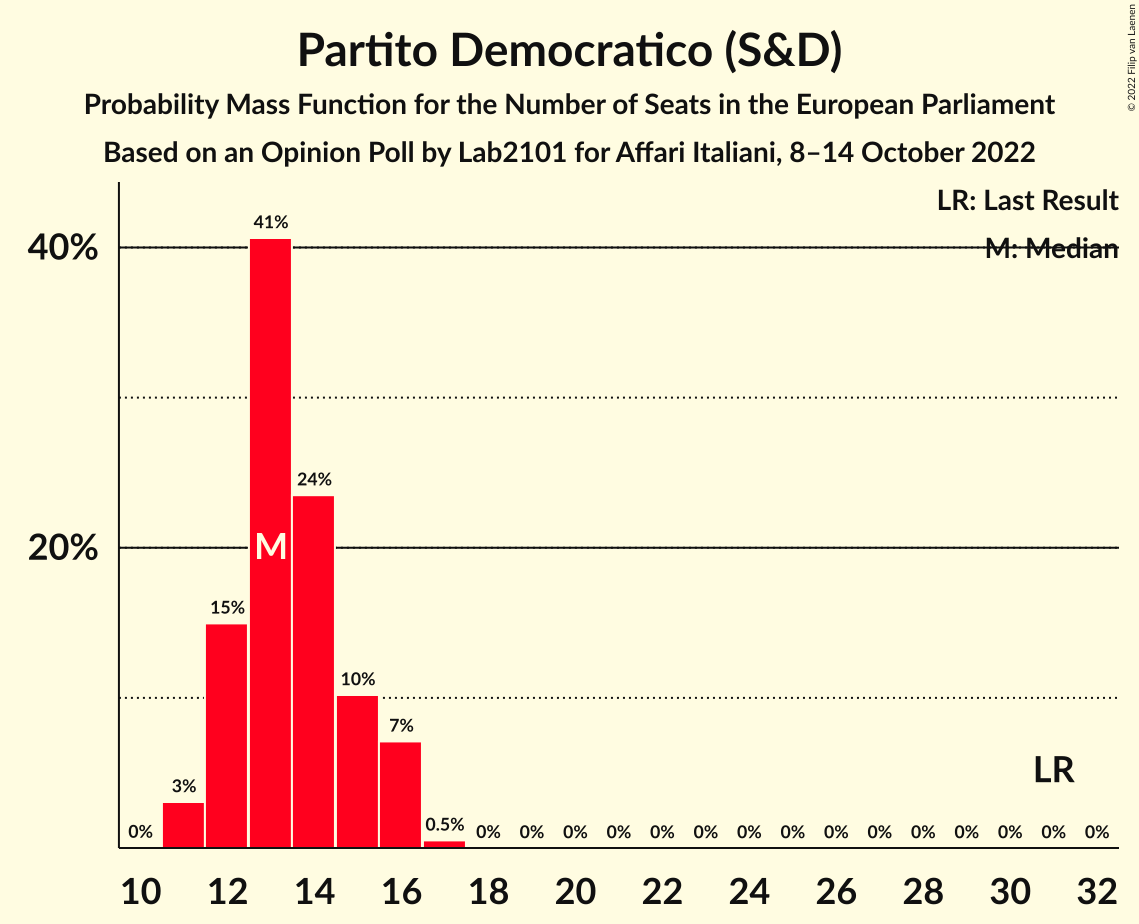 Partito Democratico (S&D)
Probability Mass Function for the Number of Seats in the European Parliament
Based on an Opinion Poll by Lab2101 for Affari Italiani, 8–14 October 2022
© 2022 Filip van Laenen
LR: Last Result
M: Median
40%
20%
0% 3% 15% 41% 24% 10% 7% 0.5% 0% 0% 0% 0% 0% 0% 0% 0% 0% 0% 0% 0% 0% 0% 0%
M
LR
10 12 14 16 18 20 22 24 26 28 30 32